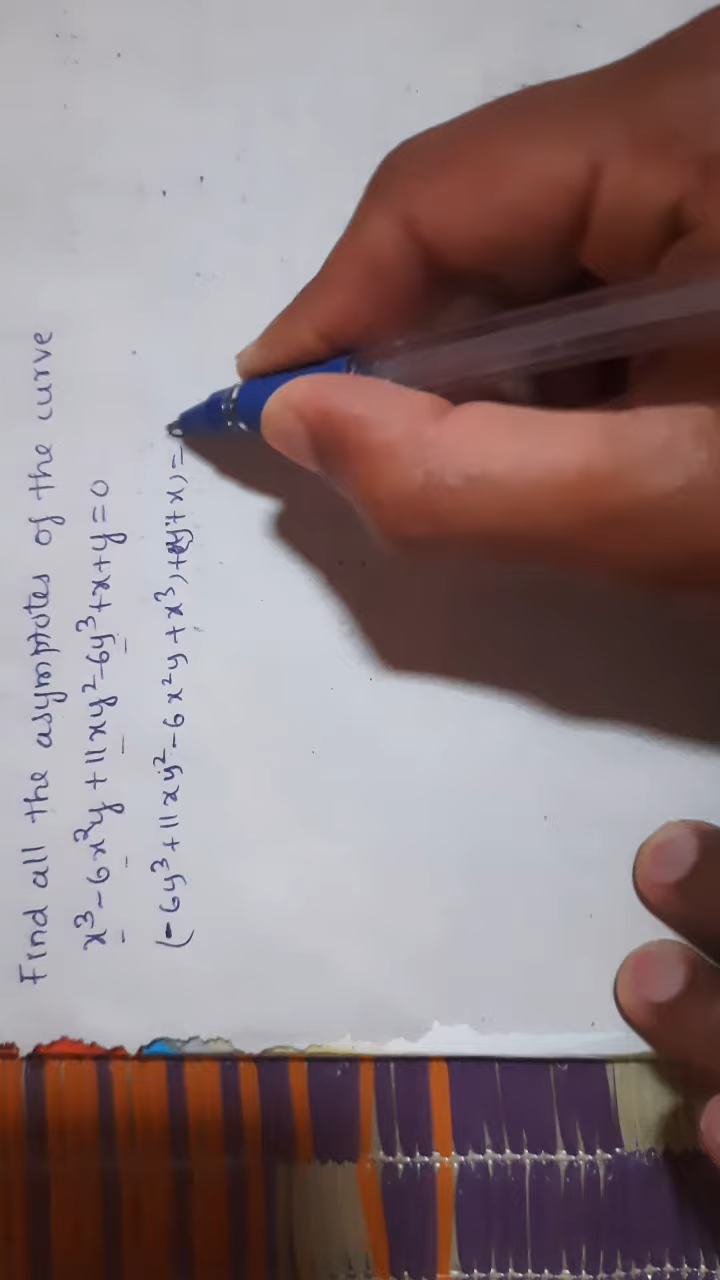 Find all the asymptotes of the curve
x³-6x²y+11xy²-6y³+x+y=0
(-6y³+11xy²-6x²y+x³)+(y+x)=